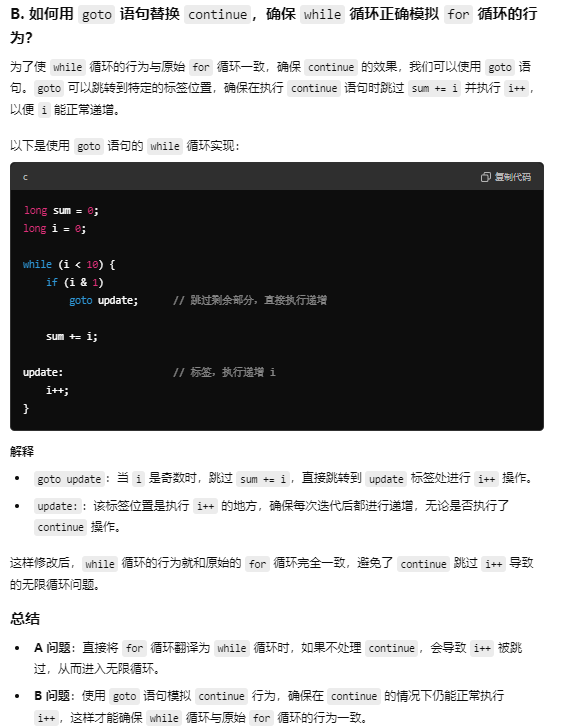 B. 如何用 goto 语句替换 continue，确保 while 循环正确模拟 for 循环的行
为？
为了使 while 循环的行为与原始 for 循环一致，确保 continue 的效果，我们可以使用 goto 语
句。goto 可以跳转到特定的标签位置，确保在执行 continue 语句时跳过 sum += i 并执行 i++，
以便 i 能正常递增。
以下是使用 goto 语句的 while 循环实现：
c 复制代码
long sum = 0;
long i = 0;
while (i < 10) {
    if (i & 1)
        goto update;      // 跳过剩余部分，直接执行递增
    sum += i;
update:                   // 标签，执行递增 i
    i++;
}
解释
• goto update：当 i 是奇数时，跳过 sum += i，直接跳转到 update 标签处进行 i++ 操作。
• update:：该标签位置是执行 i++ 的地方，确保每次迭代后都进行递增，无论是否执行了
continue 操作。
这样修改后，while 循环的行为就和原始的 for 循环完全一致，避免了 continue 跳过 i++ 导致
的无限循环问题。
总结
• A 问题：直接将 for 循环翻译为 while 循环时，如果不处理 continue，会导致 i++ 被跳
过，从而进入无限循环。
• B 问题：使用 goto 语句模拟 continue 行为，确保在 continue 的情况下仍能正常执行
i++，这样才能确保 while 循环与原始 for 循环的行为一致。